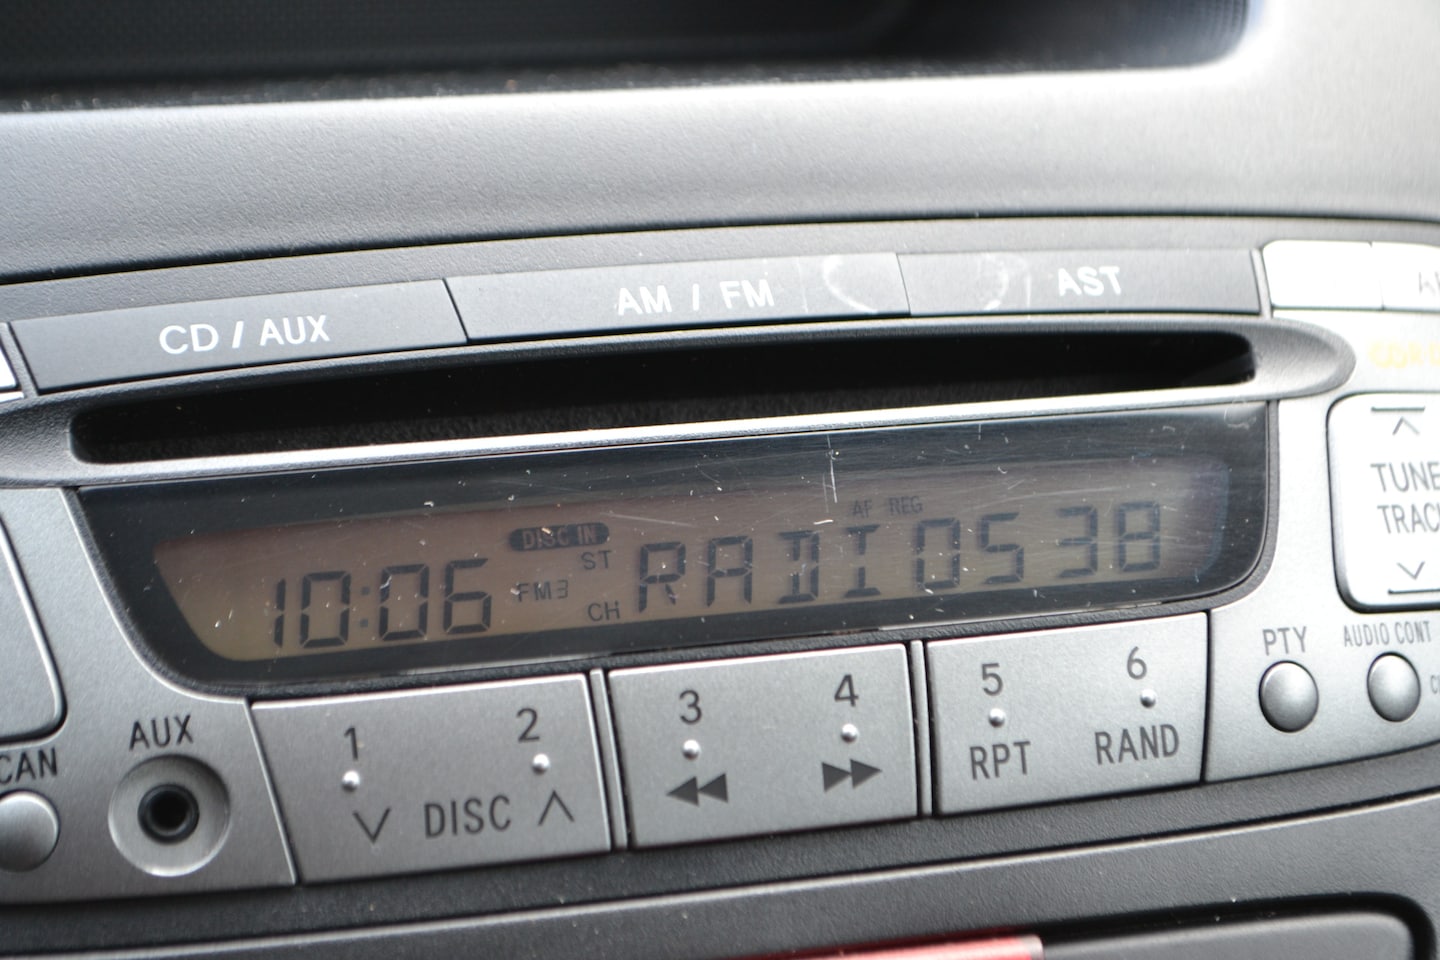 CD / AUX AM / FM AST
DISC IN AF REG
10:06 FM3 ST CH RADIO538
TUNE
TRACK
PTY AUDIO CONT
AUX
1 2 3 4 5 6
DISC RPT RAND